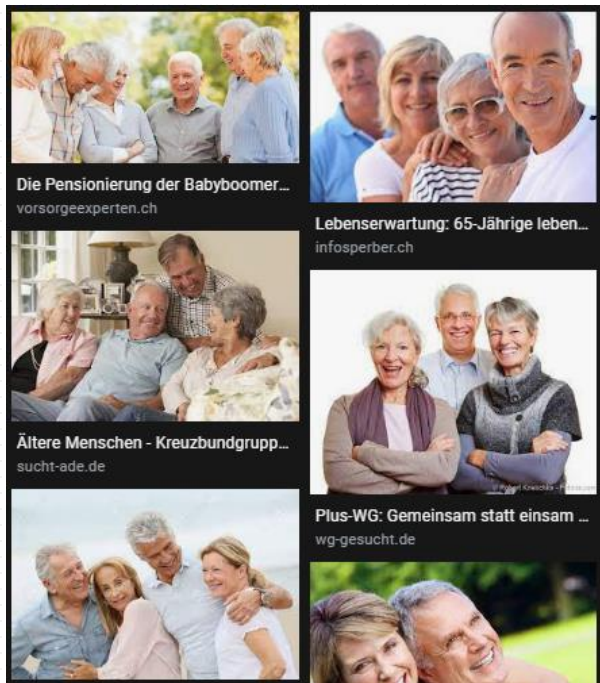 Die Pensionierung der Babyboomer...
vorsorgeexperten.ch
Lebenserwartung: 65-Jährige leben...
infosperber.ch
Ältere Menschen - Kreuzbundgrupp...
sucht-ade.de
Plus-WG: Gemeinsam statt einsam ...
wg-gesucht.de